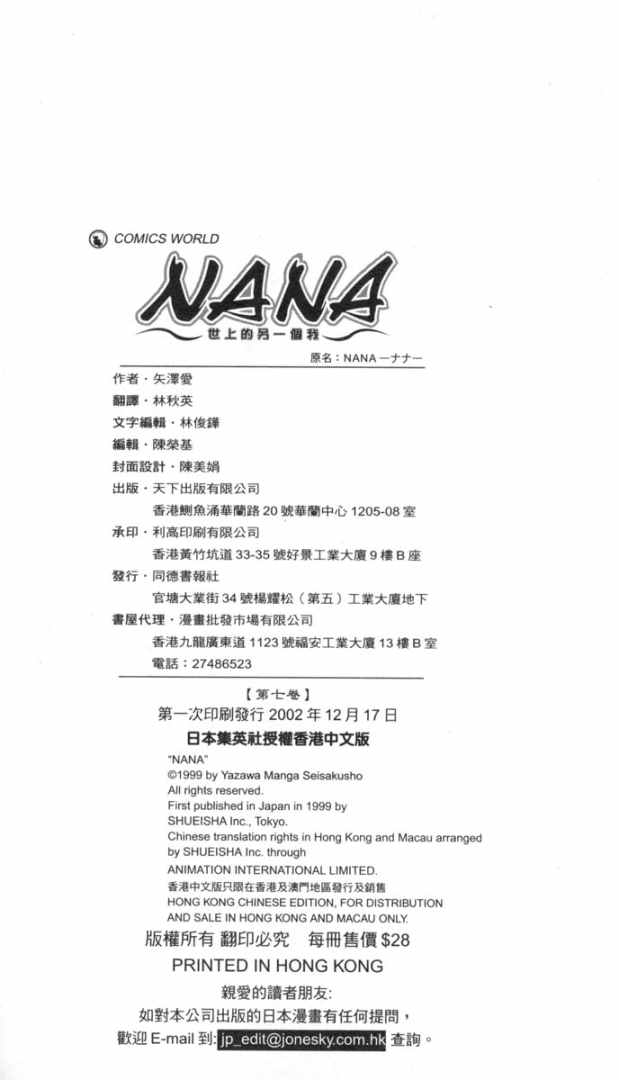 COMICS WORLD
NANA
世上的另一個我
原名：NANA －ナナ－
作者．矢澤愛
翻譯．林秋英
文字編輯．林俊鏵
編輯．陳榮基
封面設計．陳美娟
出版．天下出版有限公司
香港鰂魚涌華蘭路 20 號華蘭中心 1205-08 室
承印．利高印刷有限公司
香港黃竹坑道 33-35 號好景工業大廈 9 樓 B 座
發行．同德書報社
官塘大業街 34 號楊耀松（第五）工業大廈地下
書屋代理．漫畫批發市場有限公司
香港九龍廣東道 1123 號福安工業大廈 13 樓 B 室
電話：27486523
【第七卷】
第一次印刷發行 2002 年 12 月 17 日
日本集英社授權香港中文版
“NANA”
©1999 by Yazawa Manga Seisakusho
All rights reserved.
First published in Japan in 1999 by
SHUEISHA Inc., Tokyo.
Chinese translation rights in Hong Kong and Macau arranged
by SHUEISHA Inc. through
ANIMATION INTERNATIONAL LIMITED.
香港中文版只限在香港及澳門地區發行及銷售
HONG KONG CHINESE EDITION, FOR DISTRIBUTION
AND SALE IN HONG KONG AND MACAU ONLY.
版權所有 翻印必究　每冊售價 $28
PRINTED IN HONG KONG
親愛的讀者朋友:
如對本公司出版的日本漫畫有任何提問，
歡迎 E-mail 到: jp_edit@jonesky.com.hk 查詢。